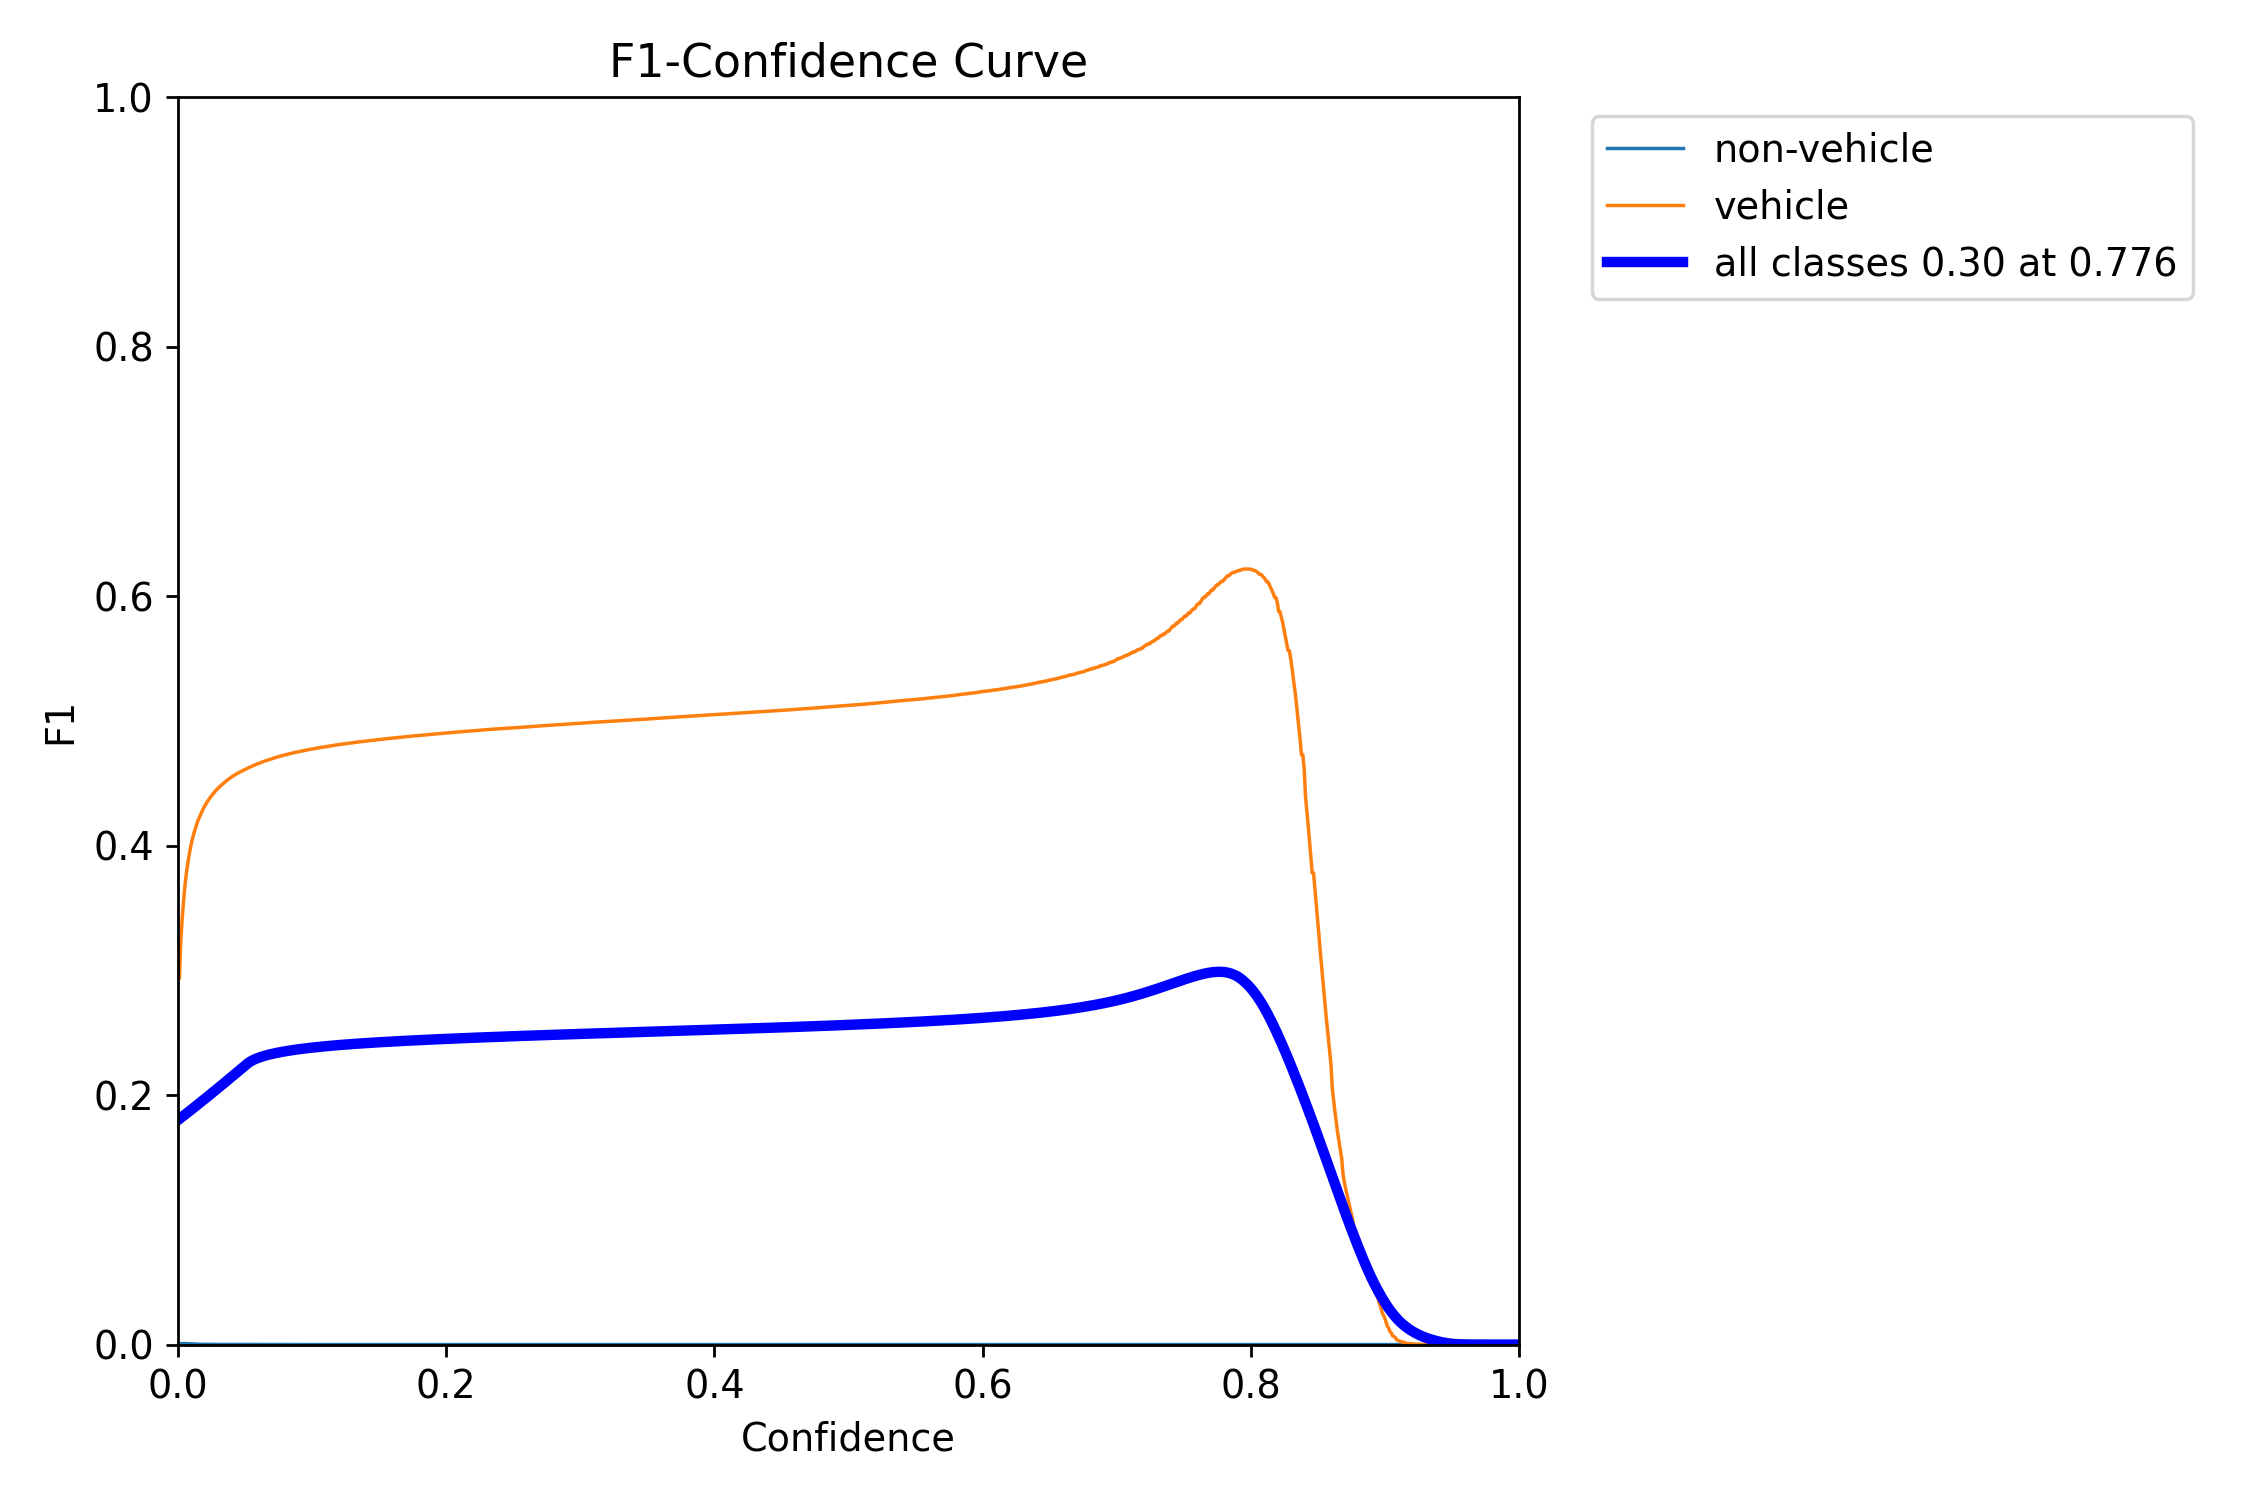 F1-Confidence Curve
1.0
0.8
0.6
0.4
0.2
0.0
F1
0.0 0.2 0.4 0.6 0.8 1.0
Confidence
non-vehicle
vehicle
all classes 0.30 at 0.776